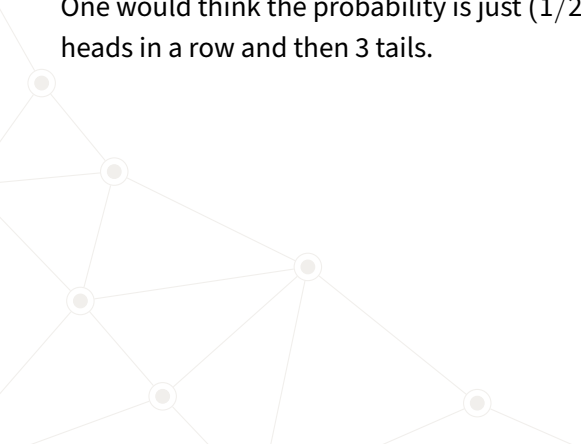 One would think the probability is just (1/2
heads in a row and then 3 tails.